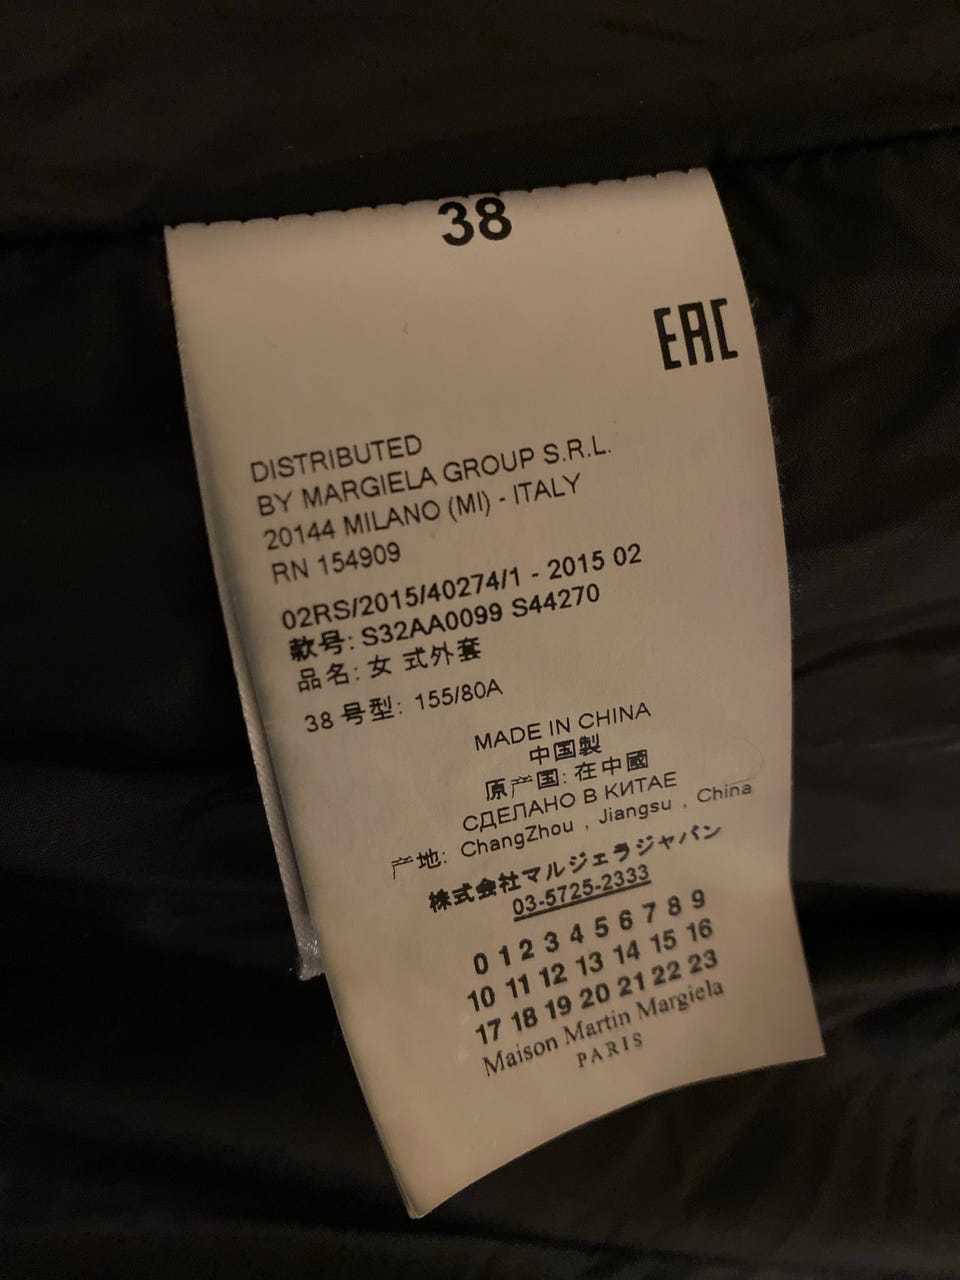 38
EAC
DISTRIBUTED
BY MARGIELA GROUP S.R.L.
20144 MILANO (MI) - ITALY
RN 154909
02RS/2015/40274/1 - 2015 02
款号: S32AA0099 S44270
品名: 女 式外套
38 号型: 155/80A
MADE IN CHINA
中国製
原产国: 在中國
СДЕЛАНО В КИТАЕ
产地: ChangZhou , Jiangsu , China
株式会社マルジェラジャパン
03-5725-2333
0 1 2 3 4 5 6 7 8 9
10 11 12 13 14 15 16
17 18 19 20 21 22 23
Maison Martin Margiela
PARIS